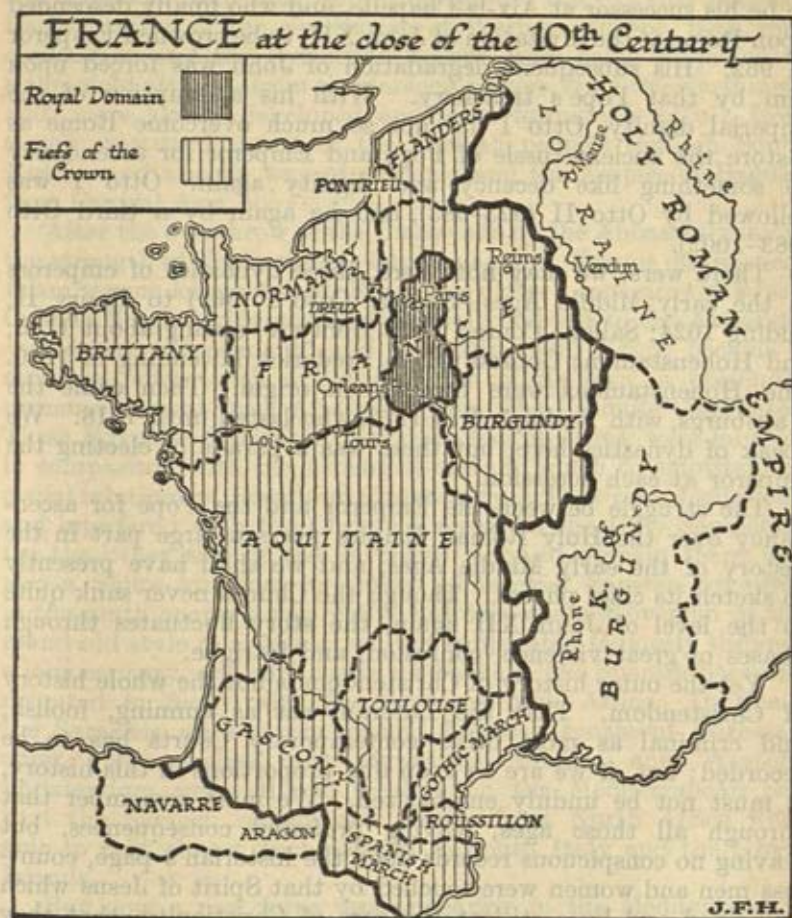 FRANCE at the close of the 10th Century
Royal Domain
Fiefs of the
Crown
FLANDERS
PONTHIEU
LORRAINE
Meuse
Rhine
HOLY ROMAN
EMPIRE
NORMANDY
DREUX
Reims
Verdun
Paris
BRITTANY
FRANCE
Orleans
Loire
Tours
BURGUNDY
AQUITAINE
K. of
BURGUNDY
Rhone
TOULOUSE
GASCONY
GOTHIC MARCH
NAVARRE
ARAGON
ROUSSILLON
SPANISH
MARCH
J.F.H.